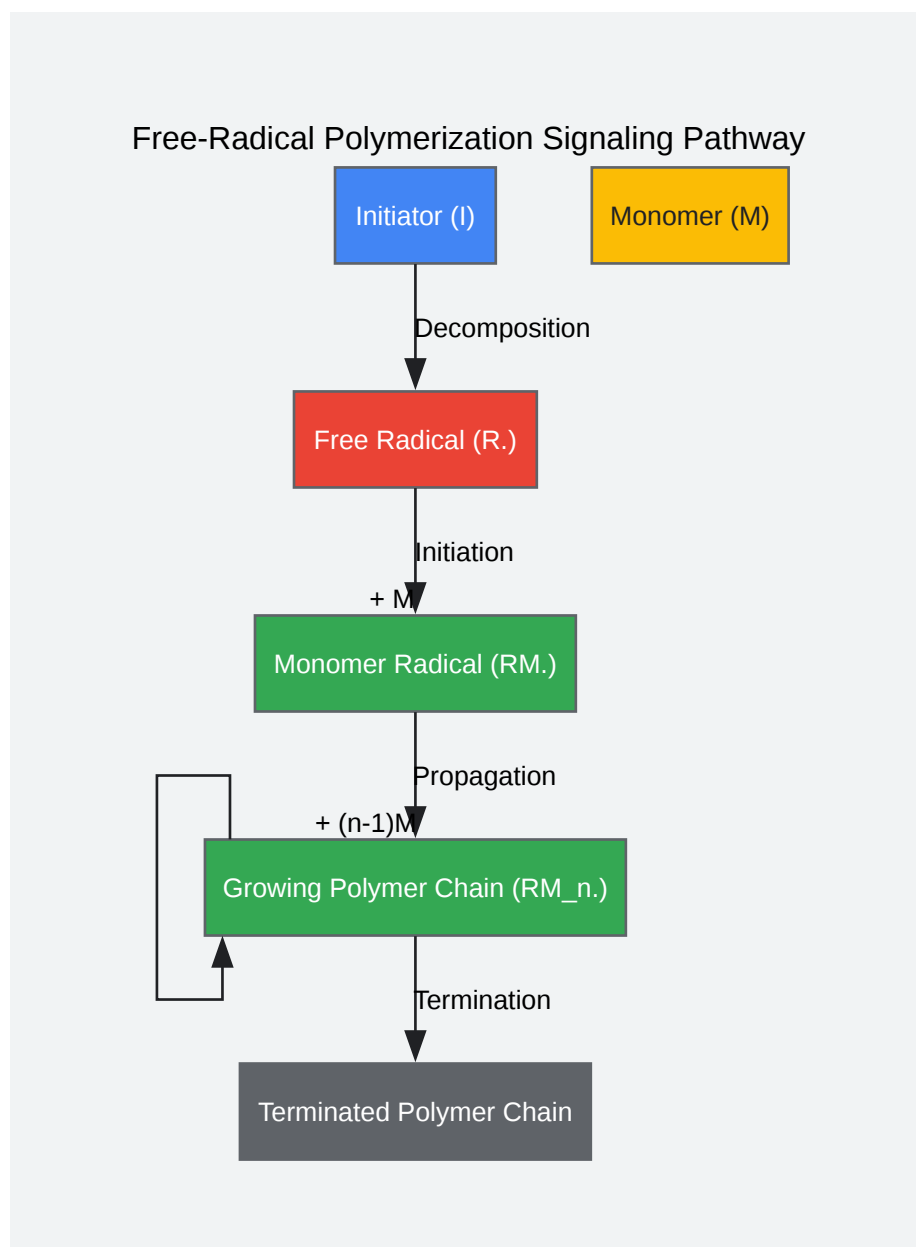 Free-Radical Polymerization Signaling Pathway
Initiator (I)
Monomer (M)
Decomposition
Free Radical (R.)
Initiation
+ M
Monomer Radical (RM.)
Propagation
+ (n-1)M
Growing Polymer Chain (RM_n.)
Termination
Terminated Polymer Chain